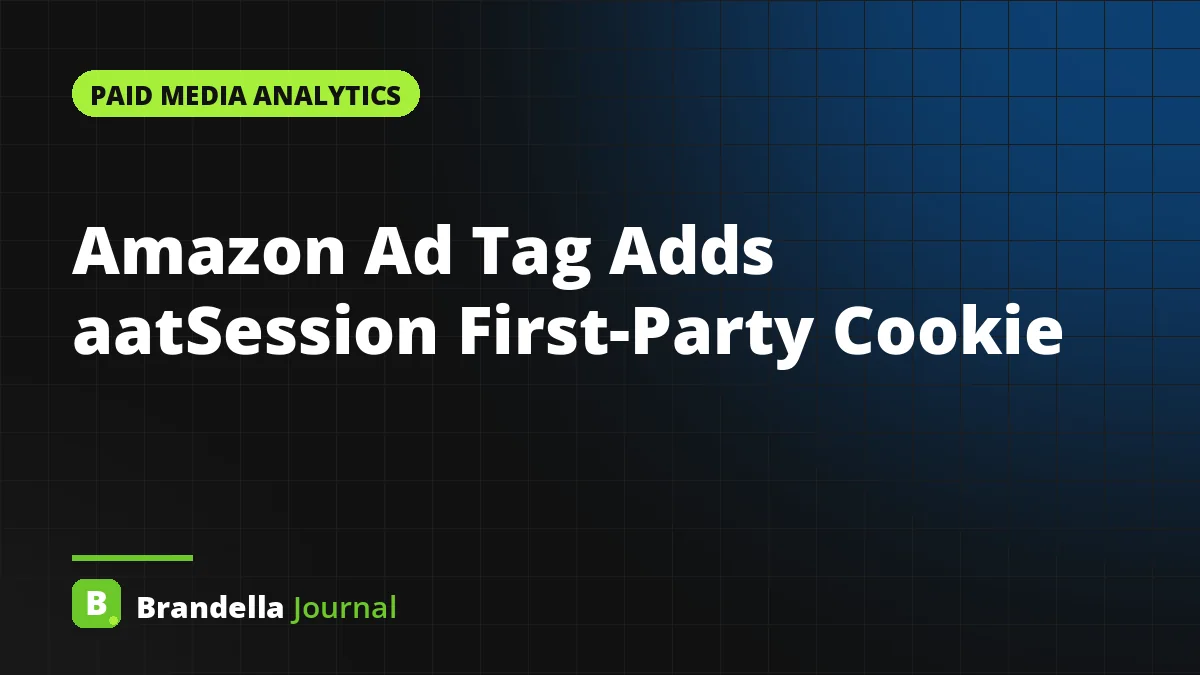 PAID MEDIA ANALYTICS
Amazon Ad Tag Adds
aatSession First-Party Cookie
B
Brandella Journal